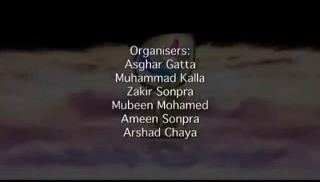 Organisers:
Asghar Gatta
Muhammad Kalla
Zakir Sonpra
Mubeen Mohamed
Ameen Sonpra
Arshad Chaya